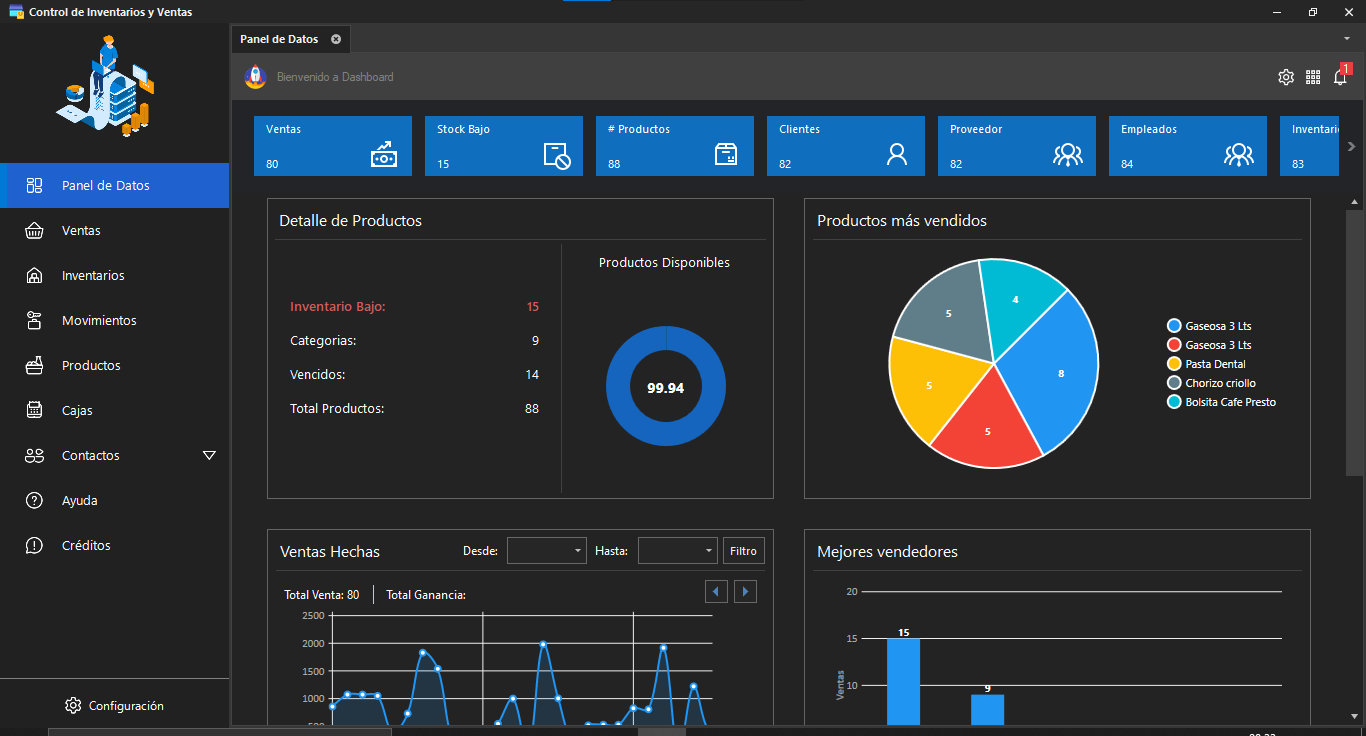 Control de Inventarios y Ventas
Panel de Datos
Bienvenido a Dashboard
1
Panel de Datos
Ventas
Inventarios
Movimientos
Productos
Cajas
Contactos
Ayuda
Créditos
Configuración
Ventas
80
Stock Bajo
15
# Productos
88
Clientes
82
Proveedor
82
Empleados
84
Inventari
83
Detalle de Productos
Inventario Bajo: 15
Categorias: 9
Vencidos: 14
Total Productos: 88
Productos Disponibles
99.94
Productos más vendidos
4
8
5
5
5
Gaseosa 3 Lts
Gaseosa 3 Lts
Pasta Dental
Chorizo criollo
Bolsita Cafe Presto
Ventas Hechas Desde: Hasta: Filtro
Total Venta: 80 Total Ganancia:
2500
2000
1500
1000
Mejores vendedores
20
15
10
Ventas
15
9